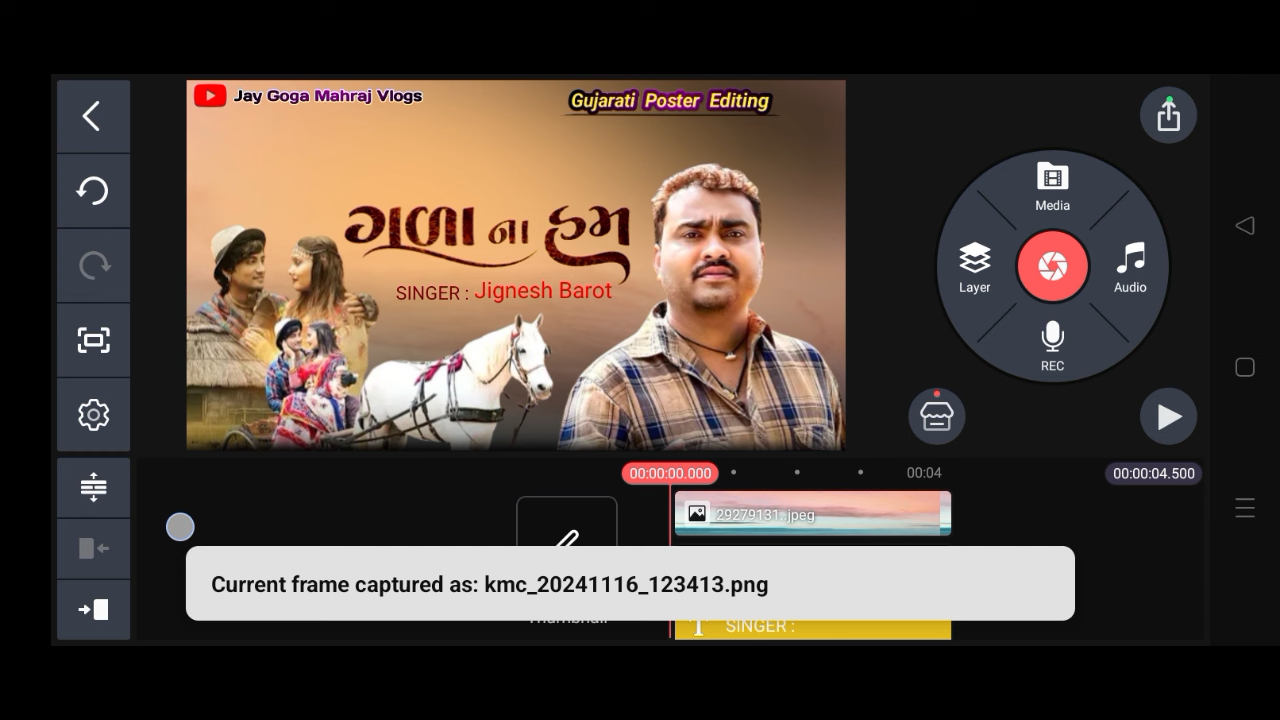 Jay Goga Mahraj Vlogs
Gujarati Poster Editing
ગળા ના હમ
SINGER : Jignesh Barot
Media
Layer
Audio
REC
00:00:00.000
00:04
00:00:04.500
29279131.jpeg
Current frame captured as: kmc_20241116_123413.png
Thumbnail
T SINGER :